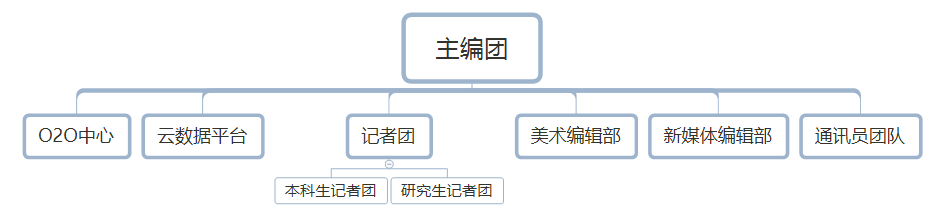 主编团
O2O中心
云数据平台
记者团
美术编辑部
新媒体编辑部
通讯员团队
本科生记者团
研究生记者团